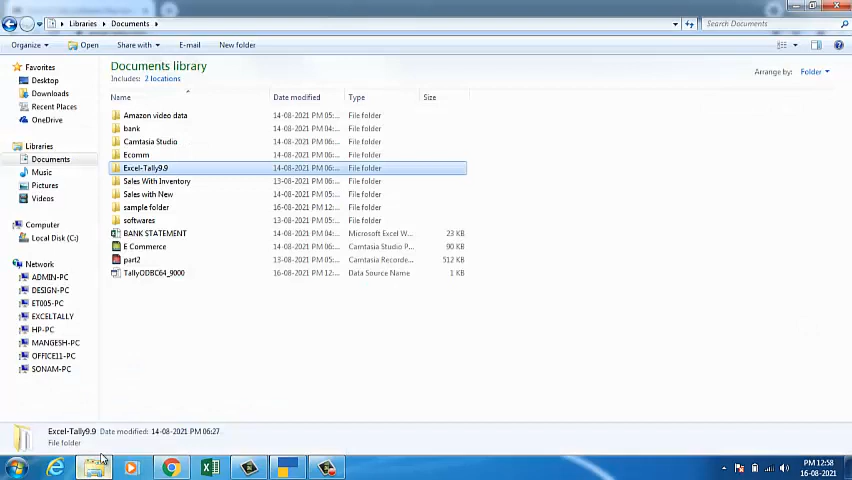 Libraries Documents
Search Documents
Organize Open Share with E-mail New folder
Favorites
Desktop
Downloads
Recent Places
OneDrive
Libraries
Documents
Music
Pictures
Videos
Computer
Local Disk (C:)
Network
ADMIN-PC
DESIGN-PC
ET005-PC
EXCELTALLY
HP-PC
MANGESH-PC
OFFICE11-PC
SONAM-PC
Documents library
Includes: 2 locations
Arrange by: Folder
Name Date modified Type Size
Amazon video data 14-08-2021 PM 05:... File folder
bank 14-08-2021 PM 04:... File folder
Camtasia Studio 14-08-2021 PM 06:... File folder
Ecomm 14-08-2021 PM 06:... File folder
Excel-Tally9.9 14-08-2021 PM 06:... File folder
Sales With Inventory 13-08-2021 PM 06:... File folder
Sales with New 14-08-2021 PM 05:... File folder
sample folder 16-08-2021 PM 12:... File folder
softwares 13-08-2021 PM 05:... File folder
BANK STATEMENT 14-08-2021 PM 04:... Microsoft Excel W... 23 KB
E Commerce 14-08-2021 PM 06:... Camtasia Studio P... 90 KB
part2 13-08-2021 PM 05:... Camtasia Recorde... 512 KB
TallyODBC64_9000 16-08-2021 PM 12:... Data Source Name 1 KB
Excel-Tally9.9 Date modified: 14-08-2021 PM 06:27
File folder
PM 12:58
16-08-2021